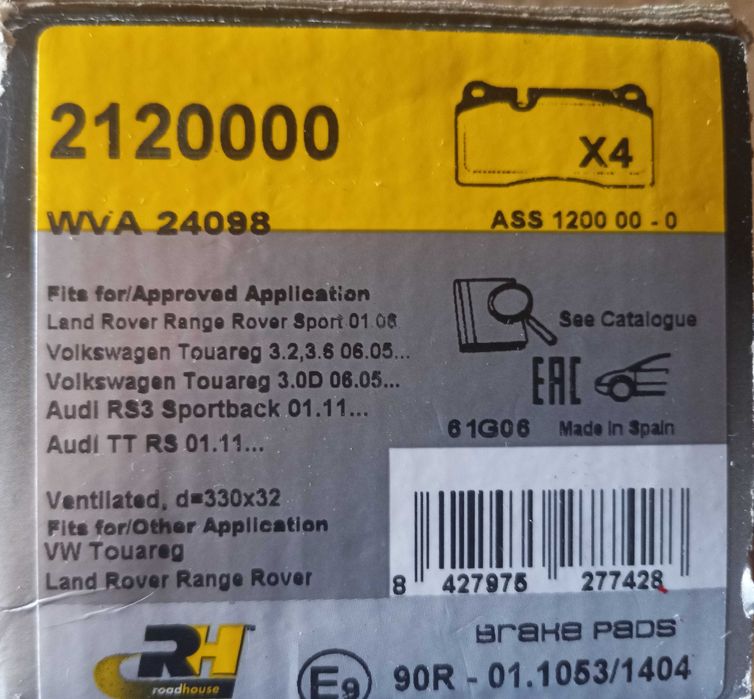 2120000
X4
WVA 24098
ASS 1200 00 - 0
Fits for/Approved Application
Land Rover Range Rover Sport 01.06
Volkswagen Touareg 3.2,3.6 06.05...
Volkswagen Touareg 3.0D 06.05...
Audi RS3 Sportback 01.11...
Audi TT RS 01.11...
See Catalogue
EAC
61G06 Made in Spain
Ventilated, d=330x32
Fits for/Other Application
VW Touareg
Land Rover Range Rover
8 427975 277428
RH™
roadhouse
Brake Pads
E9 90R - 01.1053/1404